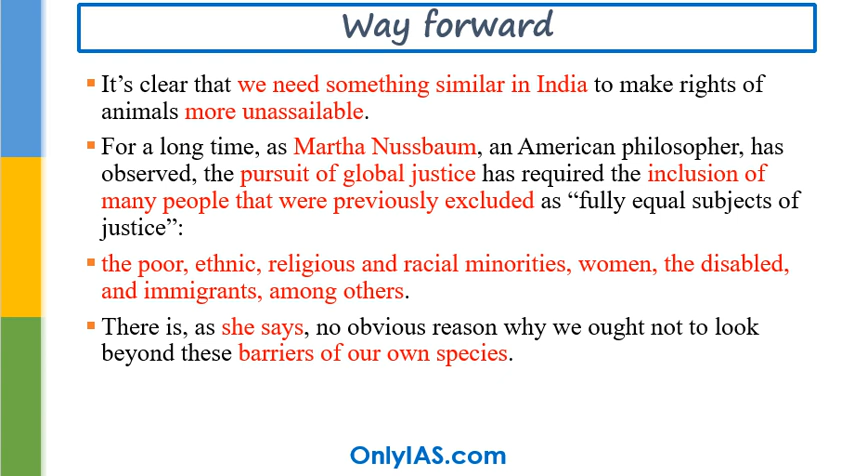 Way forward
▪ It’s clear that we need something similar in India to make rights of
animals more unassailable.
▪ For a long time, as Martha Nussbaum, an American philosopher, has
observed, the pursuit of global justice has required the inclusion of
many people that were previously excluded as “fully equal subjects of
justice”:
▪ the poor, ethnic, religious and racial minorities, women, the disabled,
and immigrants, among others.
▪ There is, as she says, no obvious reason why we ought not to look
beyond these barriers of our own species.
OnlyIAS.com